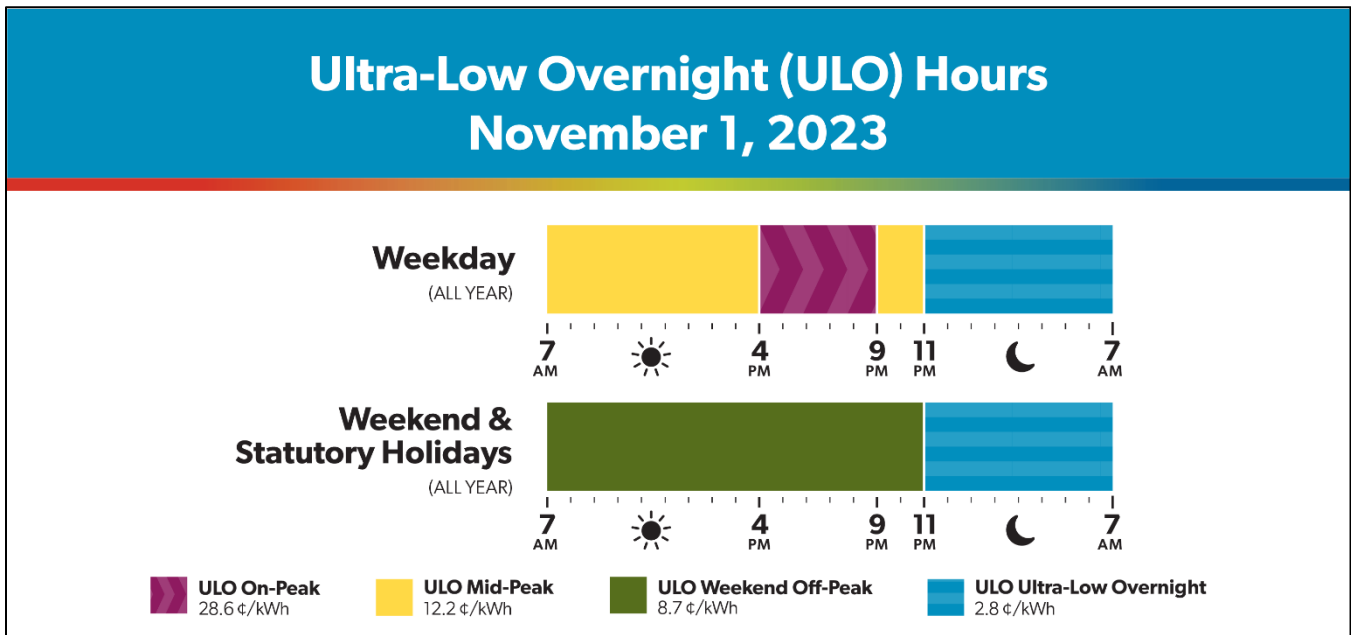 Ultra-Low Overnight (ULO) Hours
November 1, 2023
Weekday
(ALL YEAR)
7 4 9 11 7
AM PM PM PM AM
Weekend &
Statutory Holidays
(ALL YEAR)
7 4 9 11 7
AM PM PM PM AM
ULO On-Peak ULO Mid-Peak ULO Weekend Off-Peak ULO Ultra-Low Overnight
28.6 ¢/kWh 12.2 ¢/kWh 8.7 ¢/kWh 2.8 ¢/kWh